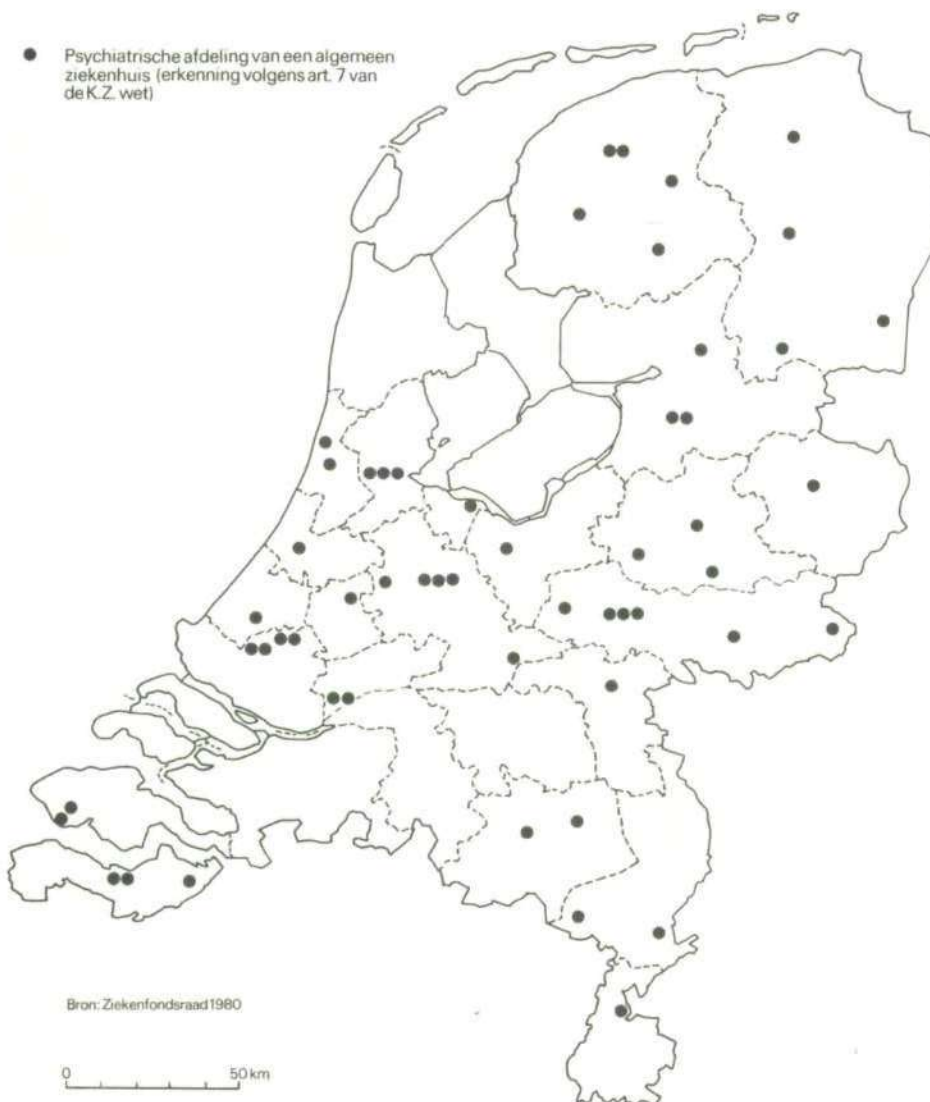 Psychiatrische afdeling van een algemeen
ziekenhuis (erkenning volgens art. 7 van
de K.Z. wet)
Bron: Ziekenfondsraad 1980
0 50 km